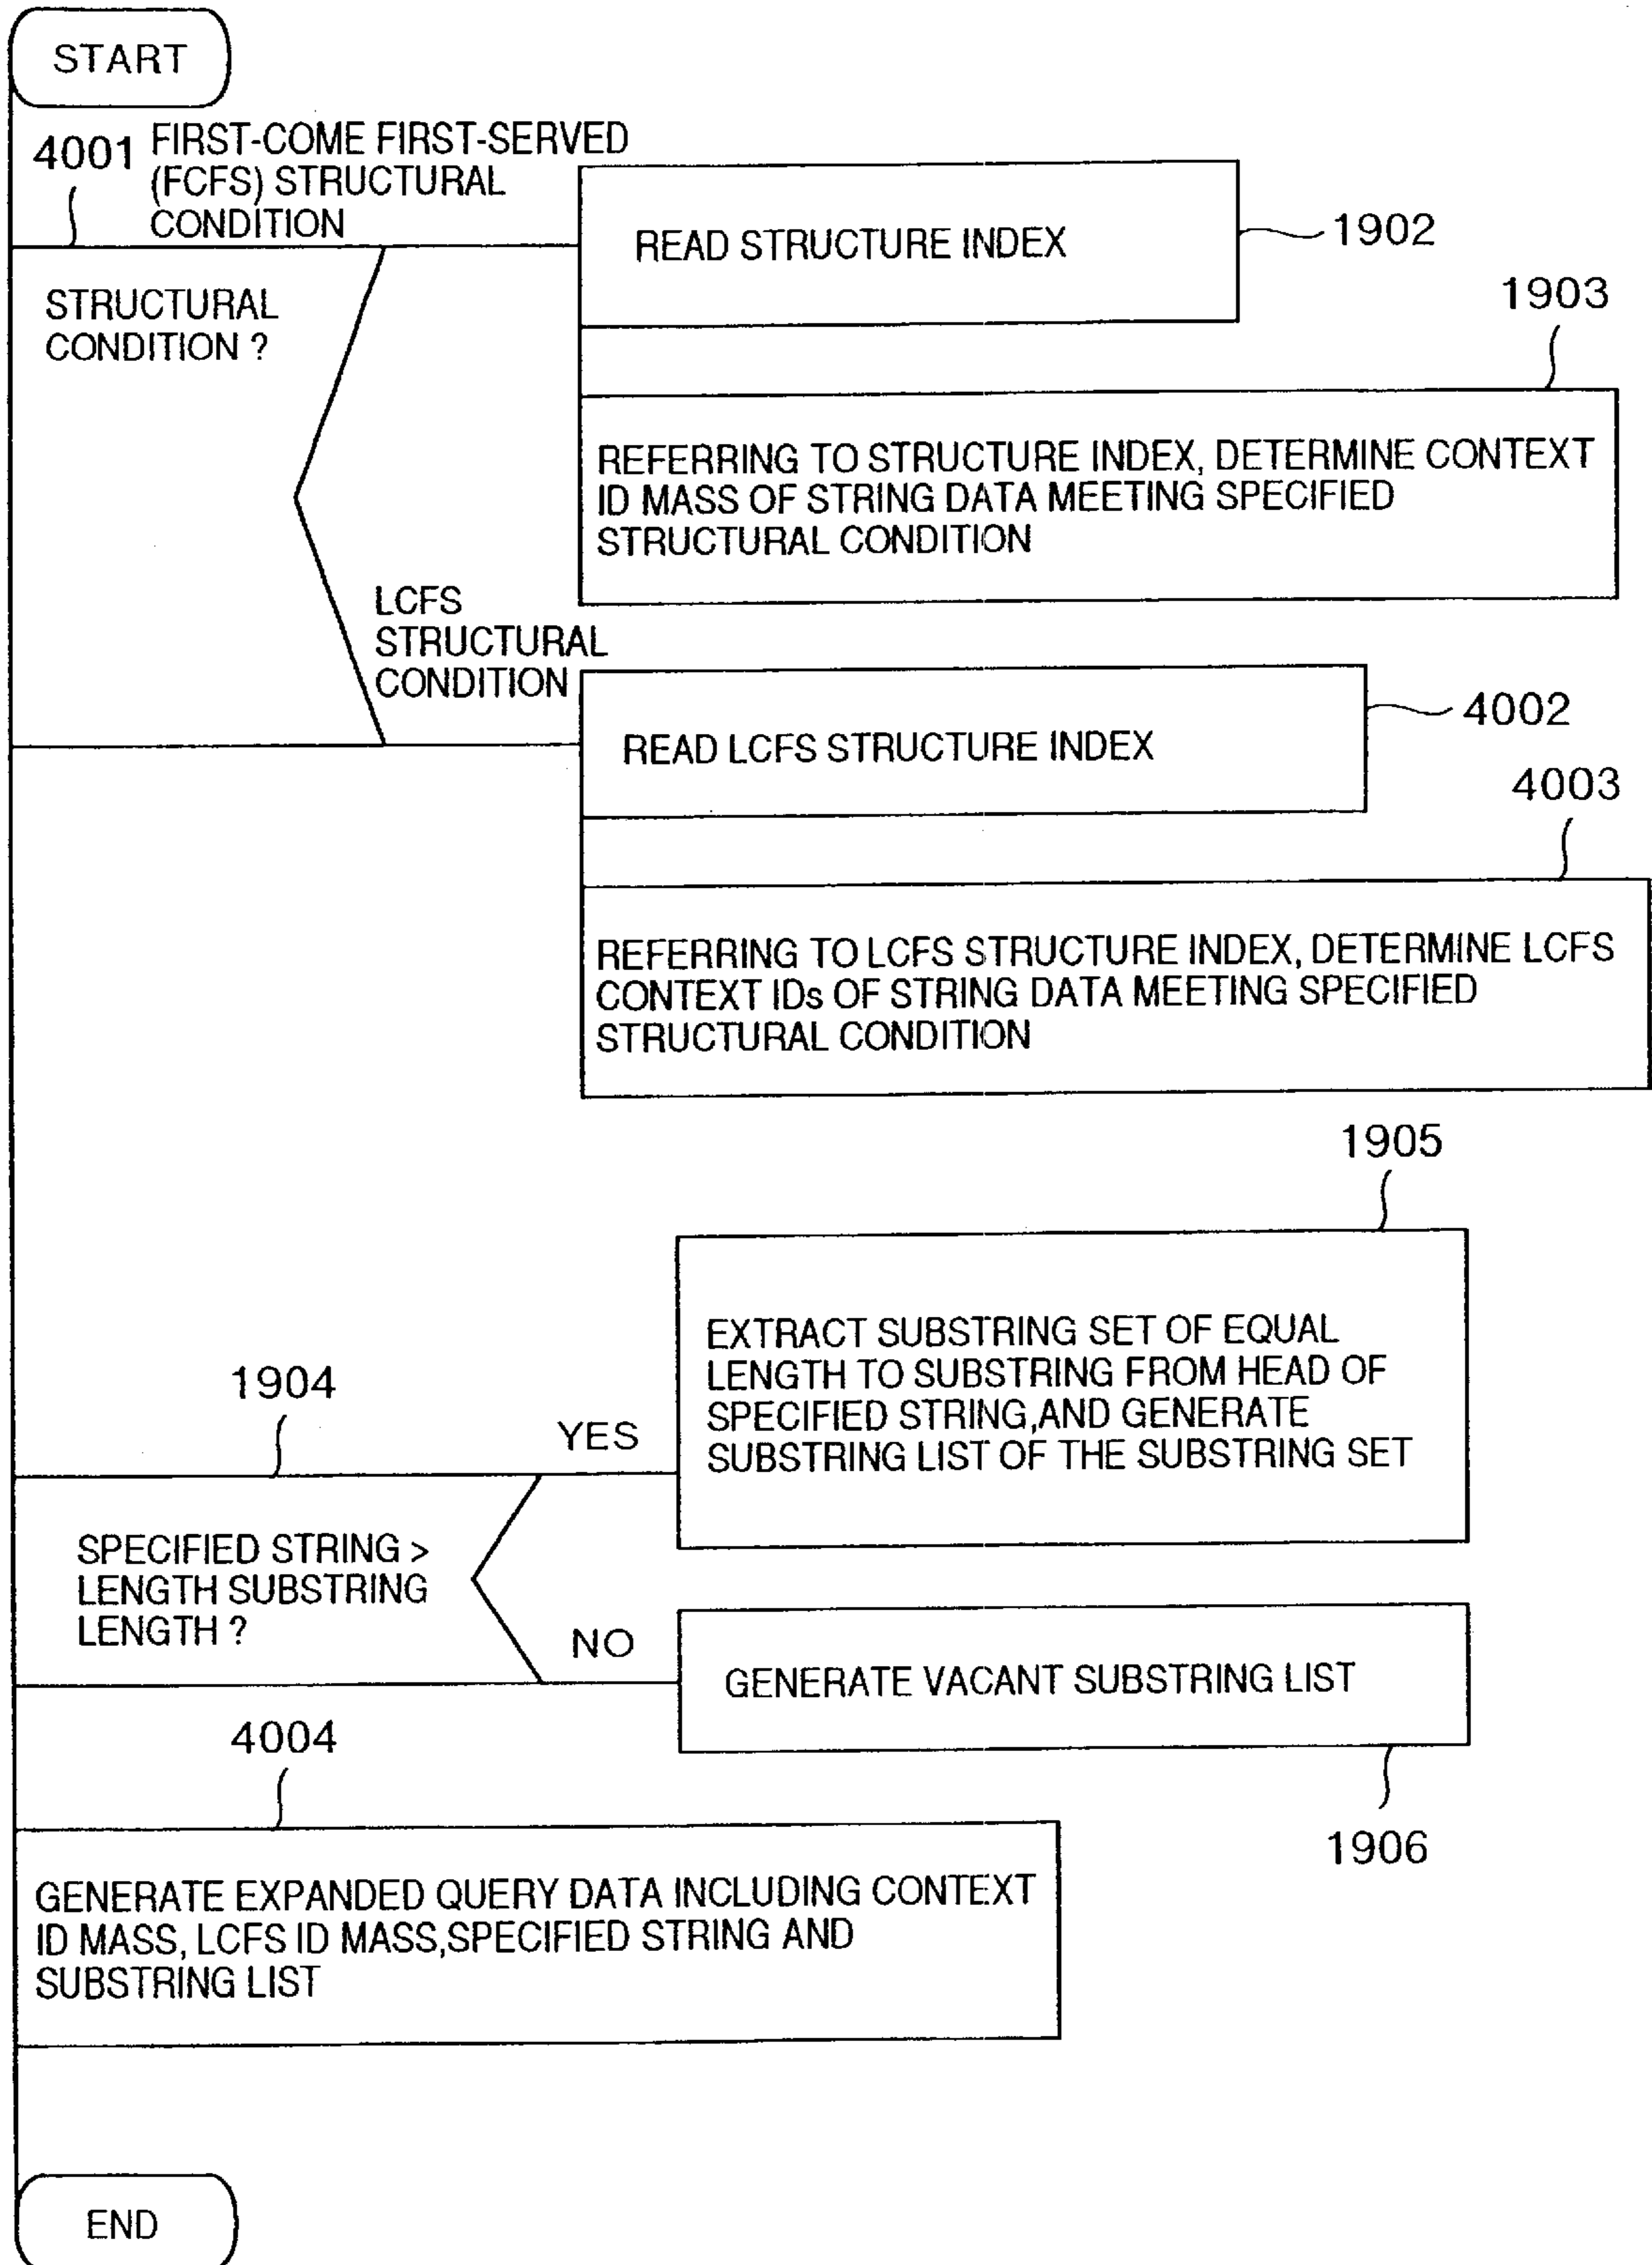 START
4001
FIRST-COME FIRST-SERVED
(FCFS) STRUCTURAL
CONDITION
READ STRUCTURE INDEX
1902
STRUCTURAL
CONDITION ?
1903
REFERRING TO STRUCTURE INDEX, DETERMINE CONTEXT
ID MASS OF STRING DATA MEETING SPECIFIED
STRUCTURAL CONDITION
LCFS
STRUCTURAL
CONDITION
READ LCFS STRUCTURE INDEX
4002
4003
REFERRING TO LCFS STRUCTURE INDEX, DETERMINE LCFS
CONTEXT IDs OF STRING DATA MEETING SPECIFIED
STRUCTURAL CONDITION
1905
EXTRACT SUBSTRING SET OF EQUAL
LENGTH TO SUBSTRING FROM HEAD OF
SPECIFIED STRING,AND GENERATE
SUBSTRING LIST OF THE SUBSTRING SET
1904
YES
SPECIFIED STRING >
LENGTH SUBSTRING
LENGTH ?
NO
GENERATE VACANT SUBSTRING LIST
1906
4004
GENERATE EXPANDED QUERY DATA INCLUDING CONTEXT
ID MASS, LCFS ID MASS,SPECIFIED STRING AND
SUBSTRING LIST
END